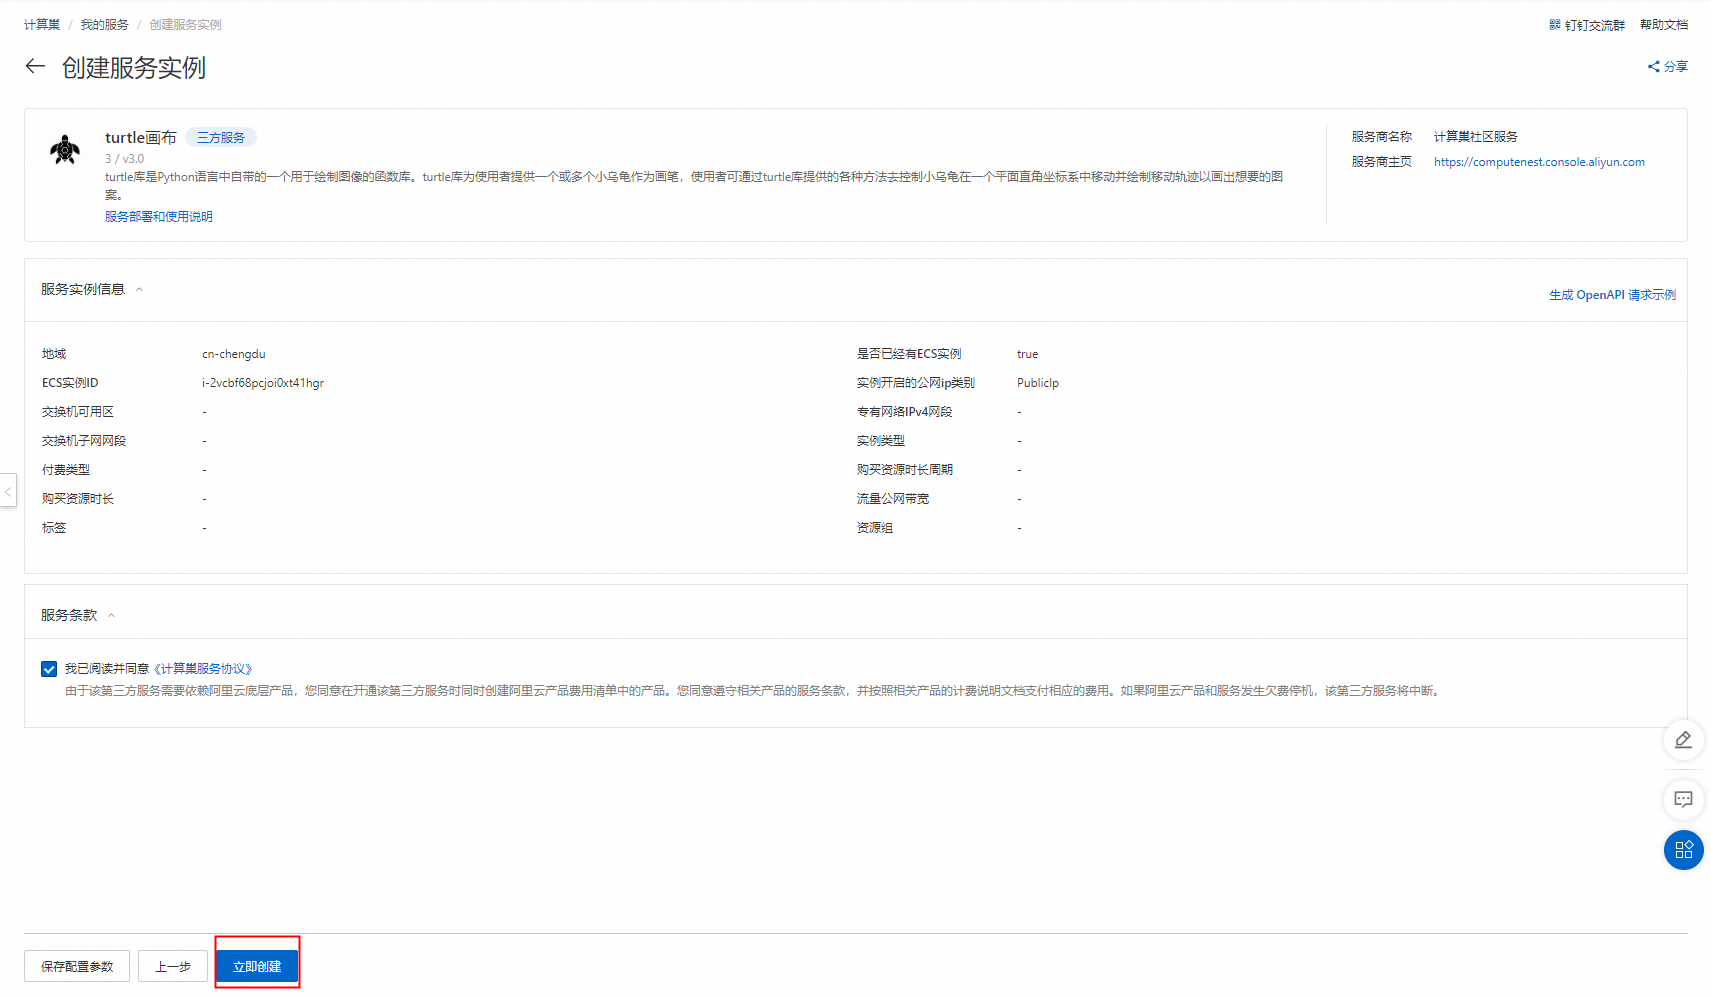 计算巢 / 我的服务 / 创建服务实例
钉钉交流群 帮助文档
创建服务实例
分享
turtle画布 三方服务
3 / v3.0
turtle库是Python语言中自带的一个用于绘制图像的函数库。turtle库为使用者提供一个或多个小乌龟作为画笔，使用者可通过turtle库提供的各种方法去控制小乌龟在一个平面直角坐标系中移动并绘制移动轨迹以画出想要的图
案。
服务部署和使用说明
服务商名称 计算巢社区服务
服务商主页 https://computenest.console.aliyun.com
服务实例信息
生成 OpenAPI 请求示例
地域 cn-chengdu 是否已经有ECS实例 true
ECS实例ID i-2vcbf68pcjoi0xt41hgr 实例开启的公网ip类别 PublicIp
交换机可用区 - 专有网络IPv4网段 -
交换机子网网段 - 实例类型 -
付费类型 - 购买资源时长周期 -
购买资源时长 - 流量公网带宽 -
标签 - 资源组 -
服务条款
我已阅读并同意《计算巢服务协议》
由于该第三方服务需要依赖阿里云底层产品，您同意在开通该第三方服务时同时创建阿里云产品费用清单中的产品。您同意遵守相关产品的服务条款，并按照相关产品的计费说明文档支付相应的费用。如果阿里云产品和服务发生欠费停机，该第三方服务将中断。
保存配置参数 上一步 立即创建